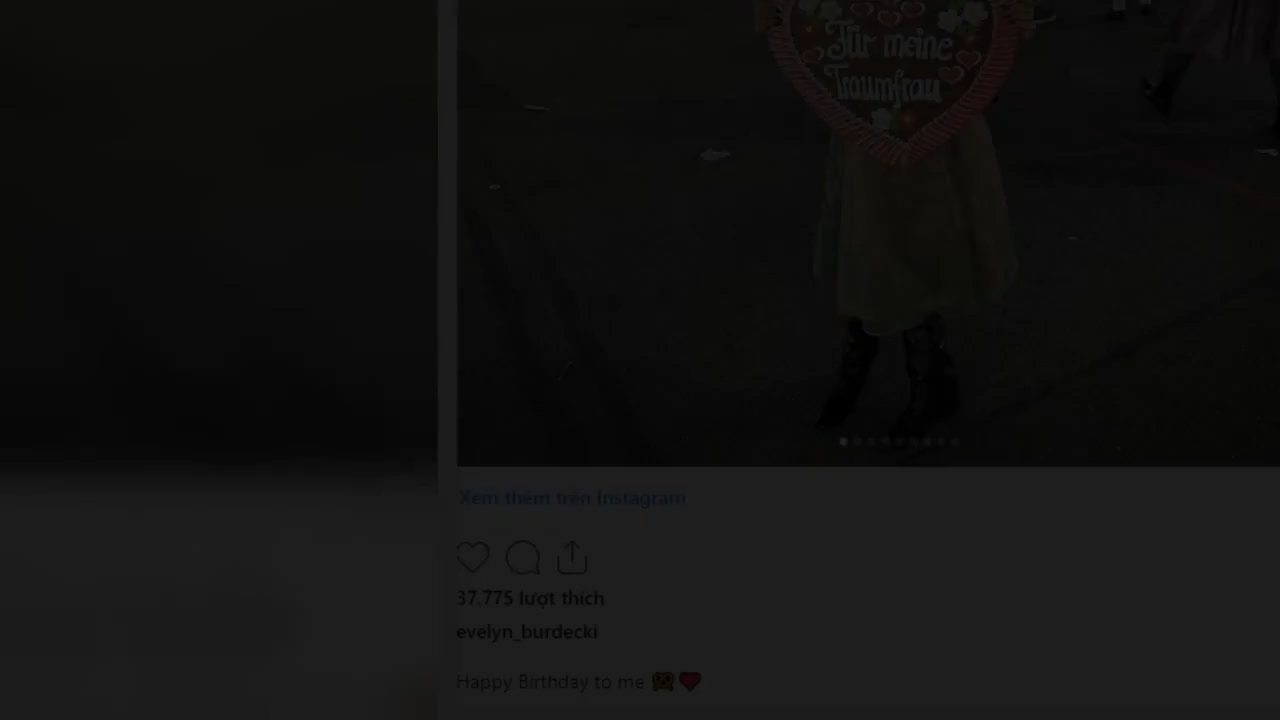 Für meine
Traumfrau
Xem thêm trên Instagram
37,775 lượt thích
evelyn_burdecki
Happy Birthday to me